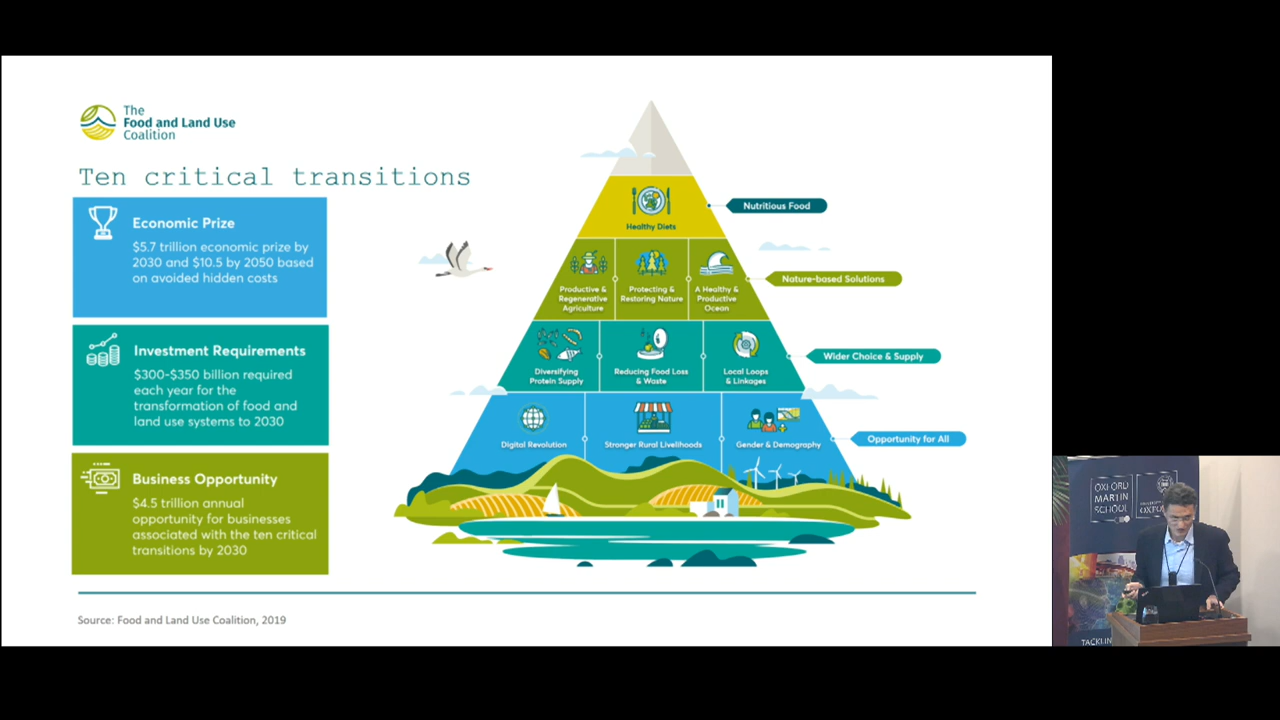 The
Food and Land Use
Coalition
Ten critical transitions
Economic Prize
$5.7 trillion economic prize by
2030 and $10.5 by 2050 based
on avoided hidden costs
Investment Requirements
$300-$350 billion required
each year for the
transformation of food and
land use systems to 2030
Business Opportunity
$4.5 trillion annual
opportunity for businesses
associated with the ten critical
transitions by 2030
Healthy Diets
Nutritious Food
Productive &
Regenerative
Agriculture
Protecting &
Restoring Nature
A Healthy &
Productive
Ocean
Nature-based Solutions
Diversifying
Protein Supply
Reducing Food Loss
& Waste
Local Loops
& Linkages
Wider Choice & Supply
Digital Revolution
Stronger Rural Livelihoods
Gender & Demography
Opportunity for All
Source: Food and Land Use Coalition, 2019
OXFORD
MARTIN
SCHOOL